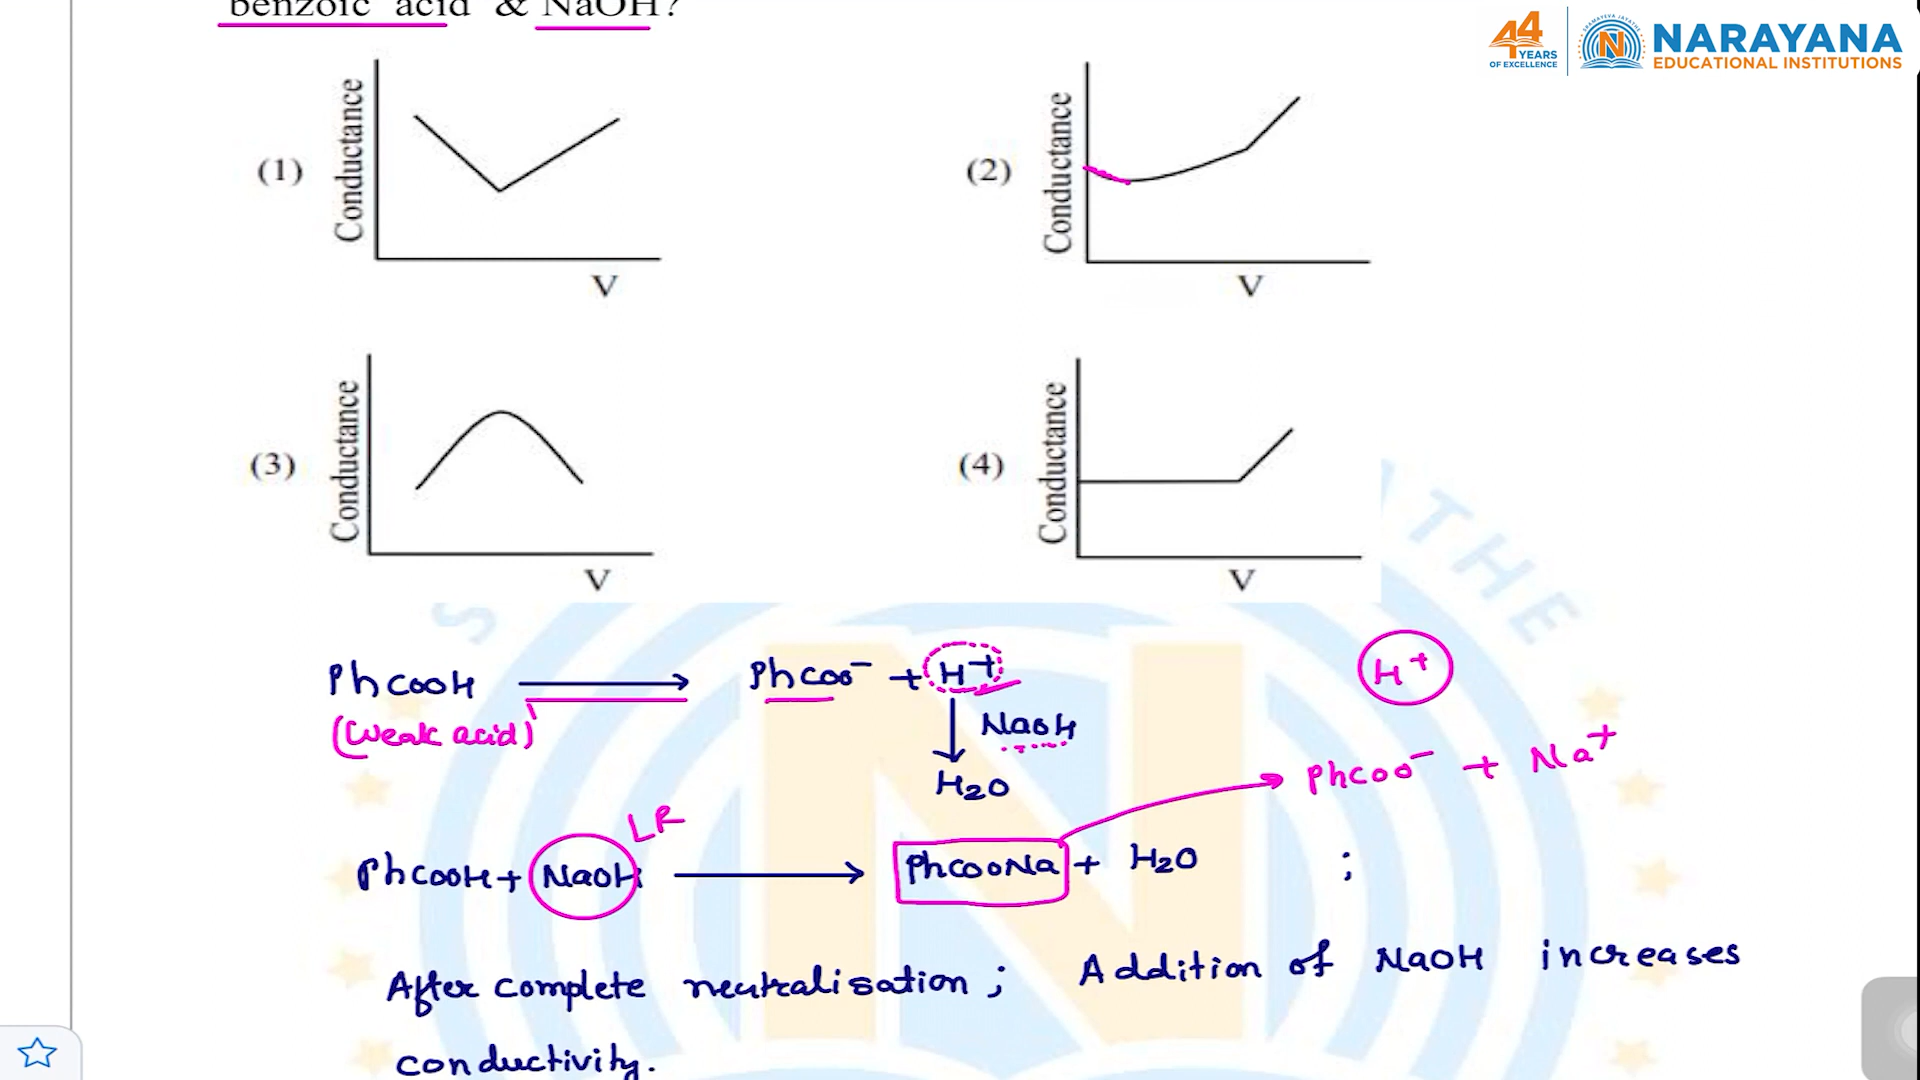 benzoic acid & NaOH?
44
YEARS
OF EXCELLENCE
N
NARAYANA
EDUCATIONAL INSTITUTIONS
(1)
Conductance
V
(2)
Conductance
V
(3)
Conductance
V
(4)
Conductance
V
PhCOOH → PhCOO⁻ + H⁺
H⁺
(Weak acid)
NaOH
H₂O
PhCOO⁻ + Na⁺
LR
PhCOOH + NaOH → PhCOONa + H₂O ;
After complete neutralisation ; Addition of NaOH increases
conductivity.